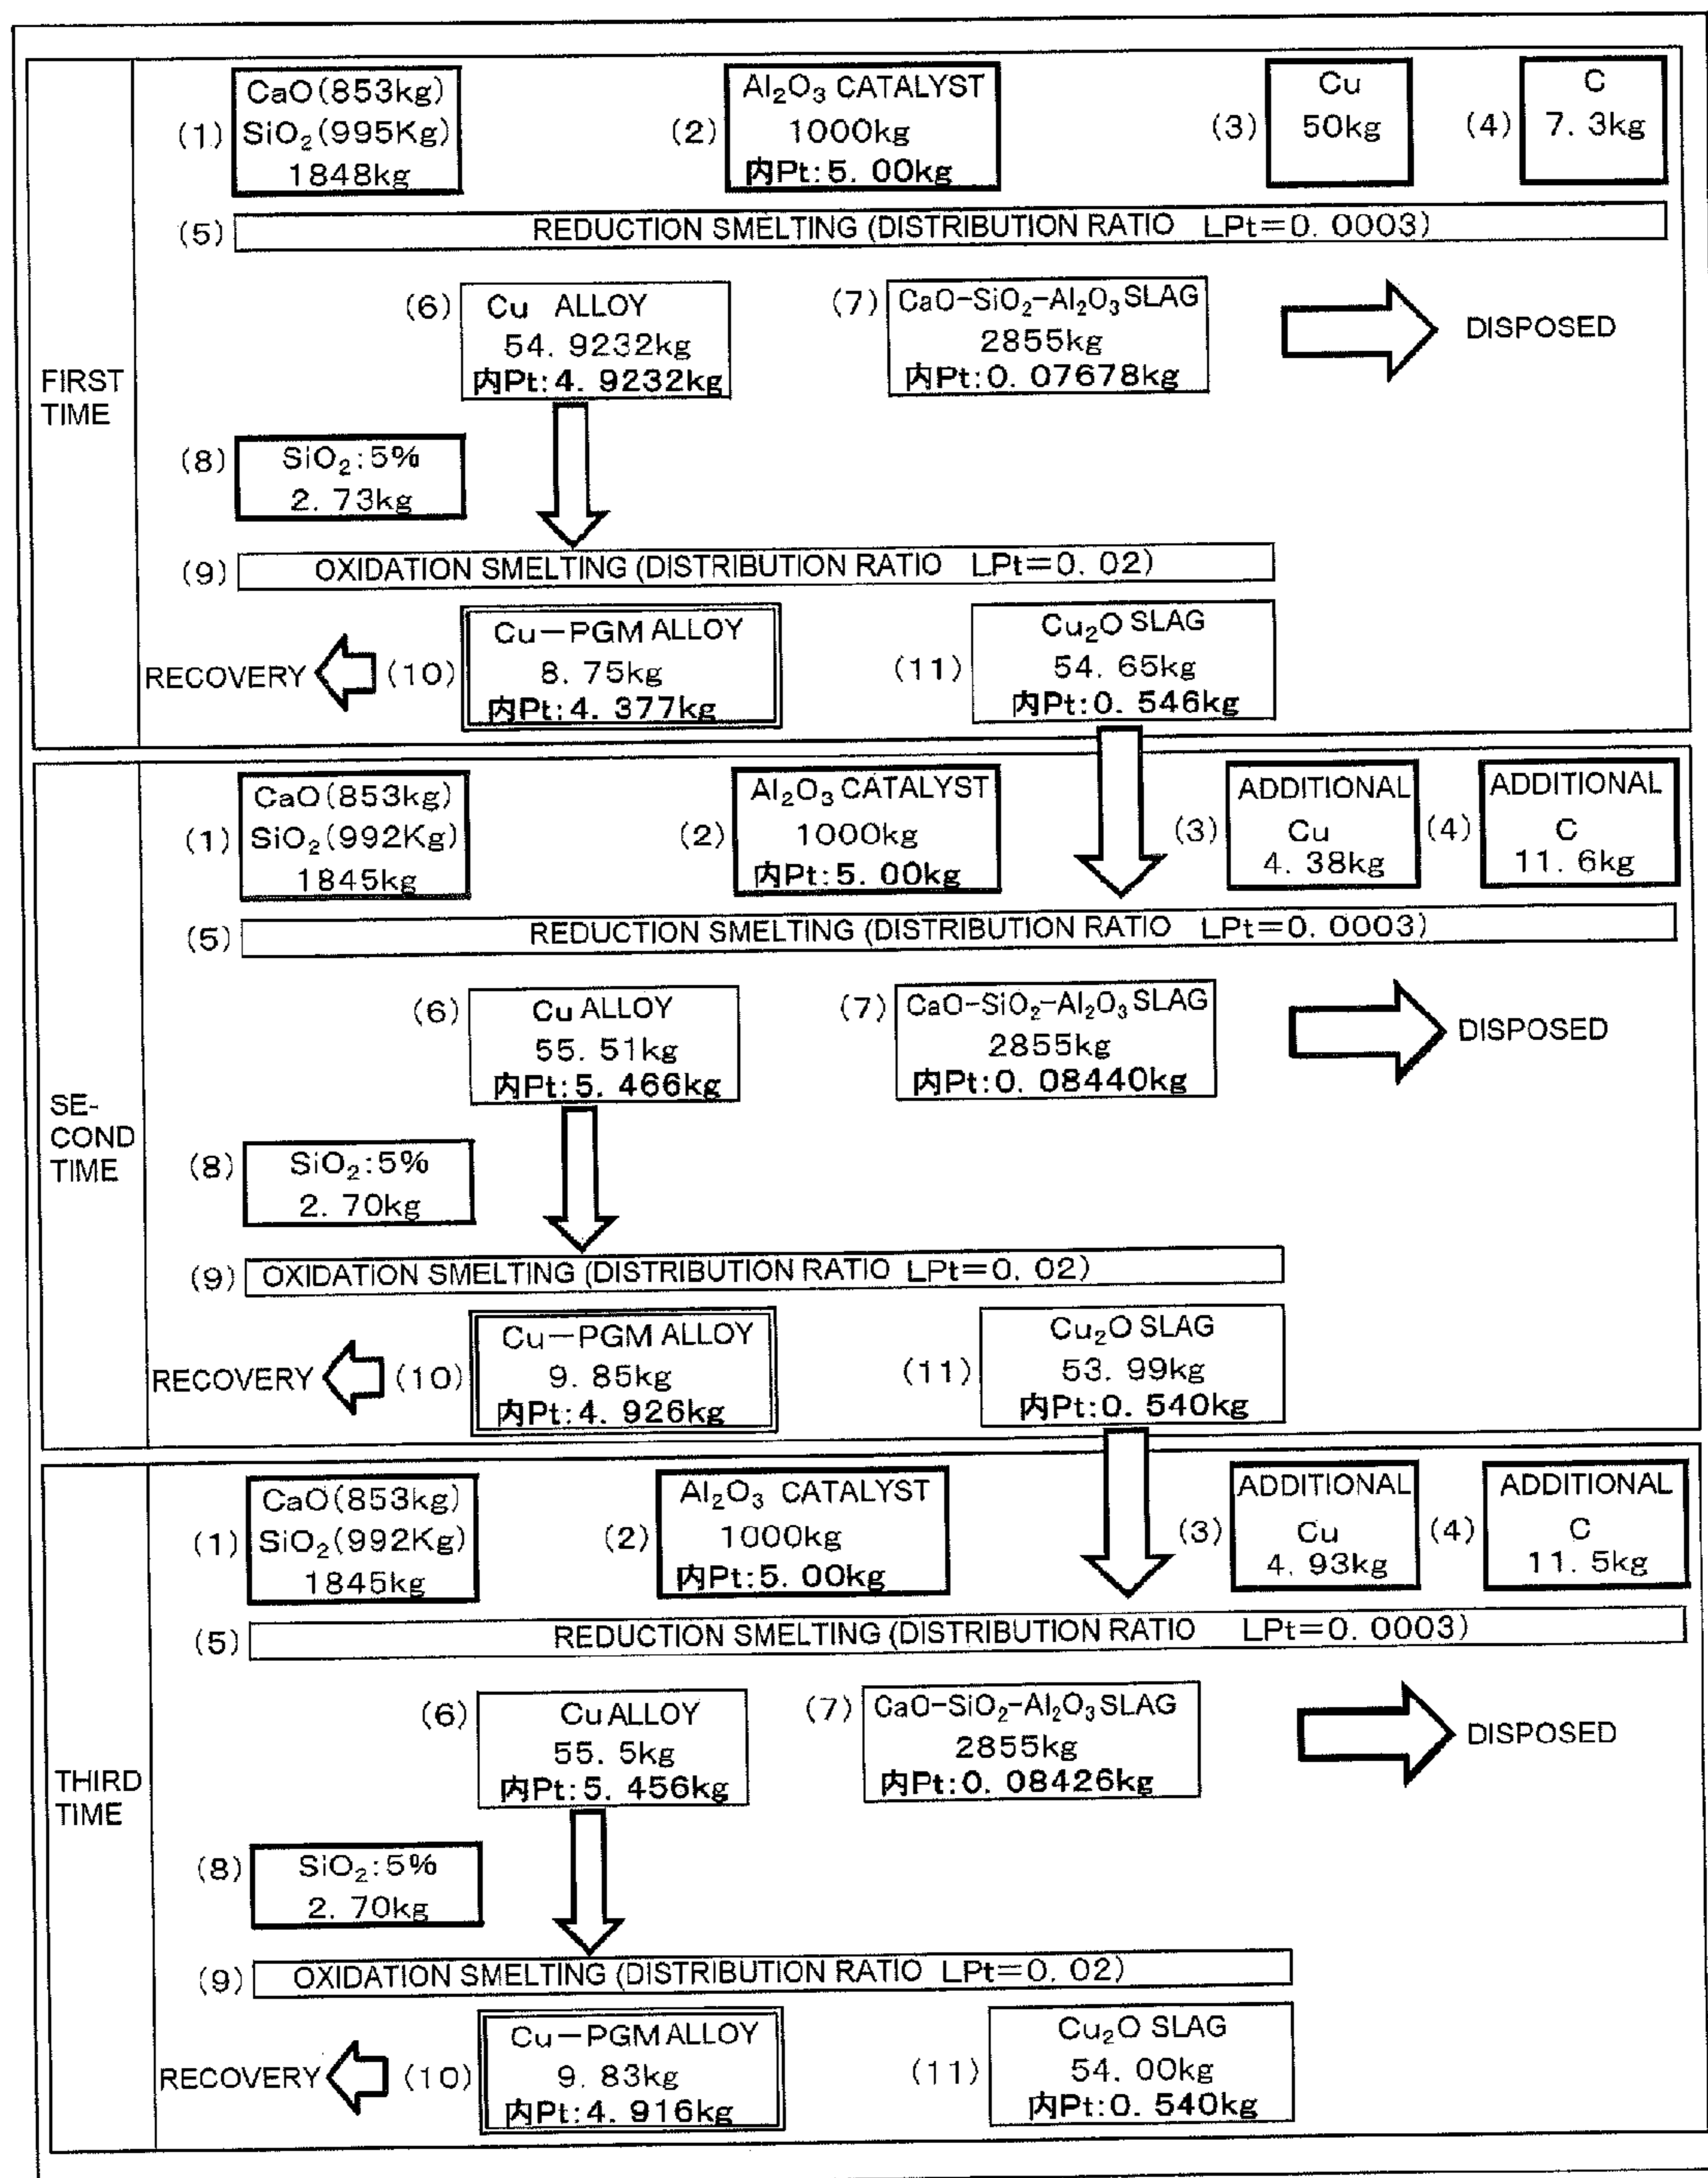 FIRST
TIME
(1)
CaO(853kg)
SiO₂(995Kg)
1848kg
(2)
Al₂O₃ CATALYST
1000kg
内Pt:5. 00kg
(3)
Cu
50kg
(4)
C
7. 3kg
(5)
REDUCTION SMELTING (DISTRIBUTION RATIO LPt=0. 0003)
(6)
Cu ALLOY
54. 9232kg
内Pt:4. 9232kg
(7)
CaO-SiO₂-Al₂O₃ SLAG
2855kg
内Pt:0. 07678kg
DISPOSED
(8)
SiO₂:5%
2. 73kg
(9)
OXIDATION SMELTING (DISTRIBUTION RATIO LPt=0. 02)
RECOVERY
(10)
Cu-PGM ALLOY
8. 75kg
内Pt:4. 377kg
(11)
Cu₂O SLAG
54. 65kg
内Pt:0. 546kg
SE-
COND
TIME
(1)
CaO(853kg)
SiO₂(992Kg)
1845kg
(2)
Al₂O₃ CATALYST
1000kg
内Pt:5. 00kg
(3)
ADDITIONAL
Cu
4. 38kg
(4)
ADDITIONAL
C
11. 6kg
(5)
REDUCTION SMELTING (DISTRIBUTION RATIO LPt=0. 0003)
(6)
Cu ALLOY
55. 51kg
内Pt:5. 466kg
(7)
CaO-SiO₂-Al₂O₃ SLAG
2855kg
内Pt:0. 08440kg
DISPOSED
(8)
SiO₂:5%
2. 70kg
(9)
OXIDATION SMELTING (DISTRIBUTION RATIO LPt=0. 02)
RECOVERY
(10)
Cu-PGM ALLOY
9. 85kg
内Pt:4. 926kg
(11)
Cu₂O SLAG
53. 99kg
内Pt:0. 540kg
THIRD
TIME
(1)
CaO(853kg)
SiO₂(992Kg)
1845kg
(2)
Al₂O₃ CATALYST
1000kg
内Pt:5. 00kg
(3)
ADDITIONAL
Cu
4. 93kg
(4)
ADDITIONAL
C
11. 5kg
(5)
REDUCTION SMELTING (DISTRIBUTION RATIO LPt=0. 0003)
(6)
Cu ALLOY
55. 5kg
内Pt:5. 456kg
(7)
CaO-SiO₂-Al₂O₃ SLAG
2855kg
内Pt:0. 08426kg
DISPOSED
(8)
SiO₂:5%
2. 70kg
(9)
OXIDATION SMELTING (DISTRIBUTION RATIO LPt=0. 02)
RECOVERY
(10)
Cu-PGM ALLOY
9. 83kg
内Pt:4. 916kg
(11)
Cu₂O SLAG
54. 00kg
内Pt:0. 540kg